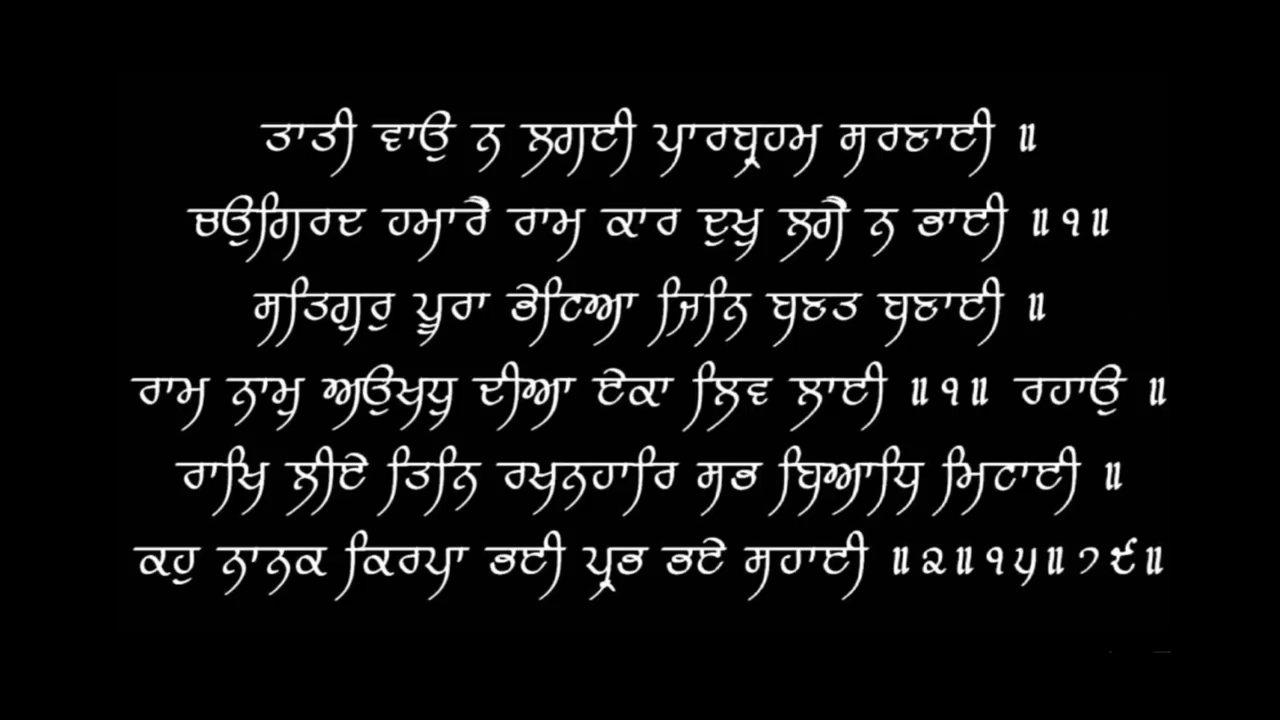 ਤਾਤੀ ਵਾਉ ਨ ਲਗਈ ਪਾਰਬ੍ਰਹਮ ਸਰਣਾਈ ॥
ਚਉਗਿਰਦ ਹਮਾਰੈ ਰਾਮ ਕਾਰ ਦੁਖੁ ਲਗੈ ਨ ਭਾਈ ॥੧॥
ਸਤਿਗੁਰੁ ਪੂਰਾ ਭੇਟਿਆ ਜਿਨਿ ਬਣਤ ਬਣਾਈ ॥
ਰਾਮ ਨਾਮੁ ਅਉਖਧੁ ਦੀਆ ਏਕਾ ਲਿਵ ਲਾਈ ॥੧॥ ਰਹਾਉ ॥
ਰਾਖਿ ਲੀਏ ਤਿਨਿ ਰਖਨਹਾਰਿ ਸਭ ਬਿਆਧਿ ਮਿਟਾਈ ॥
ਕਹੁ ਨਾਨਕ ਕਿਰਪਾ ਭਈ ਪ੍ਰਭ ਭਏ ਸਹਾਈ ॥੨॥੧੫॥੭੯॥